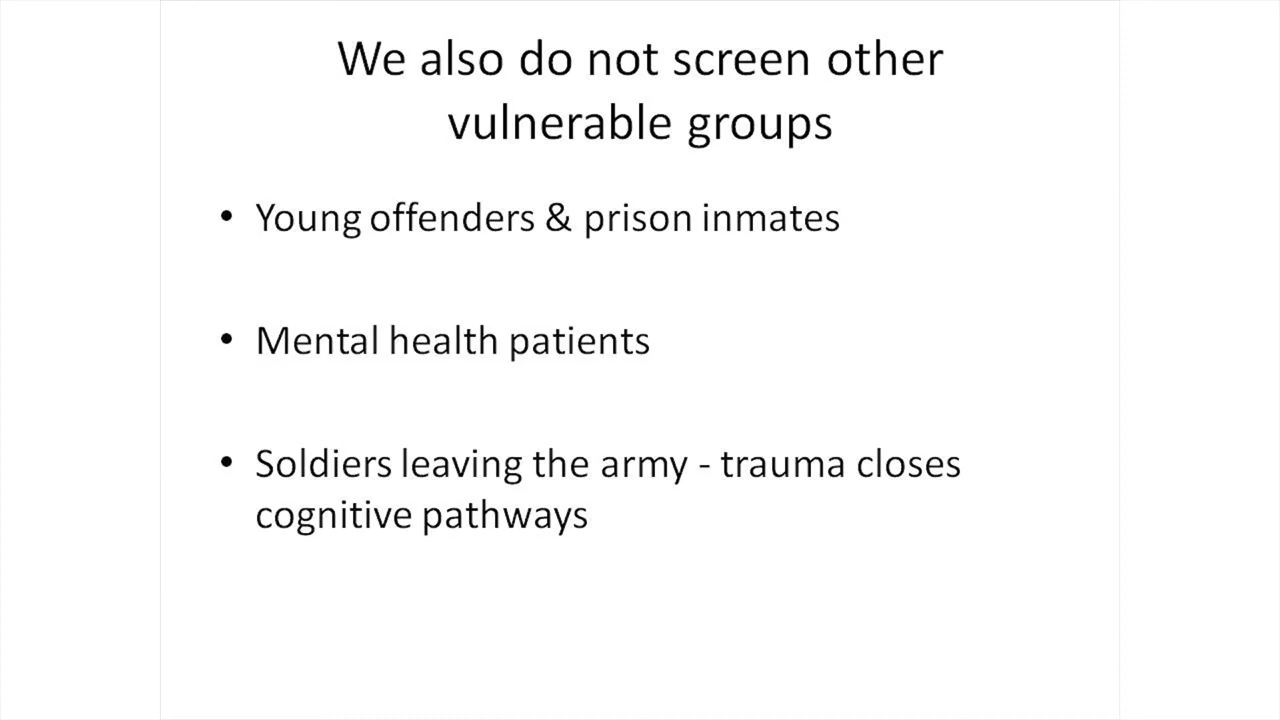 We also do not screen other
vulnerable groups
• Young offenders & prison inmates
• Mental health patients
• Soldiers leaving the army - trauma closes
cognitive pathways